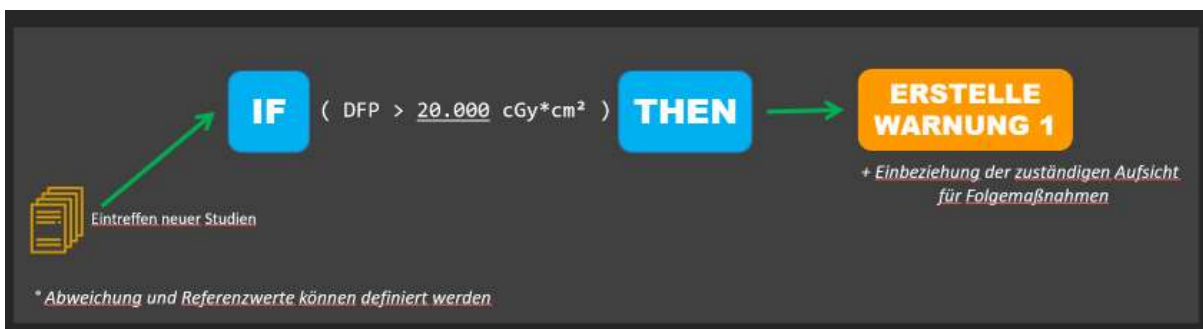 IF ( DFP > 20.000 cGy*cm² ) THEN
ERSTELLE
WARNUNG 1
+ Einbeziehung der zuständigen Aufsicht
für Folgemaßnahmen
Eintreffen neuer Studien
* Abweichung und Referenzwerte können definiert werden